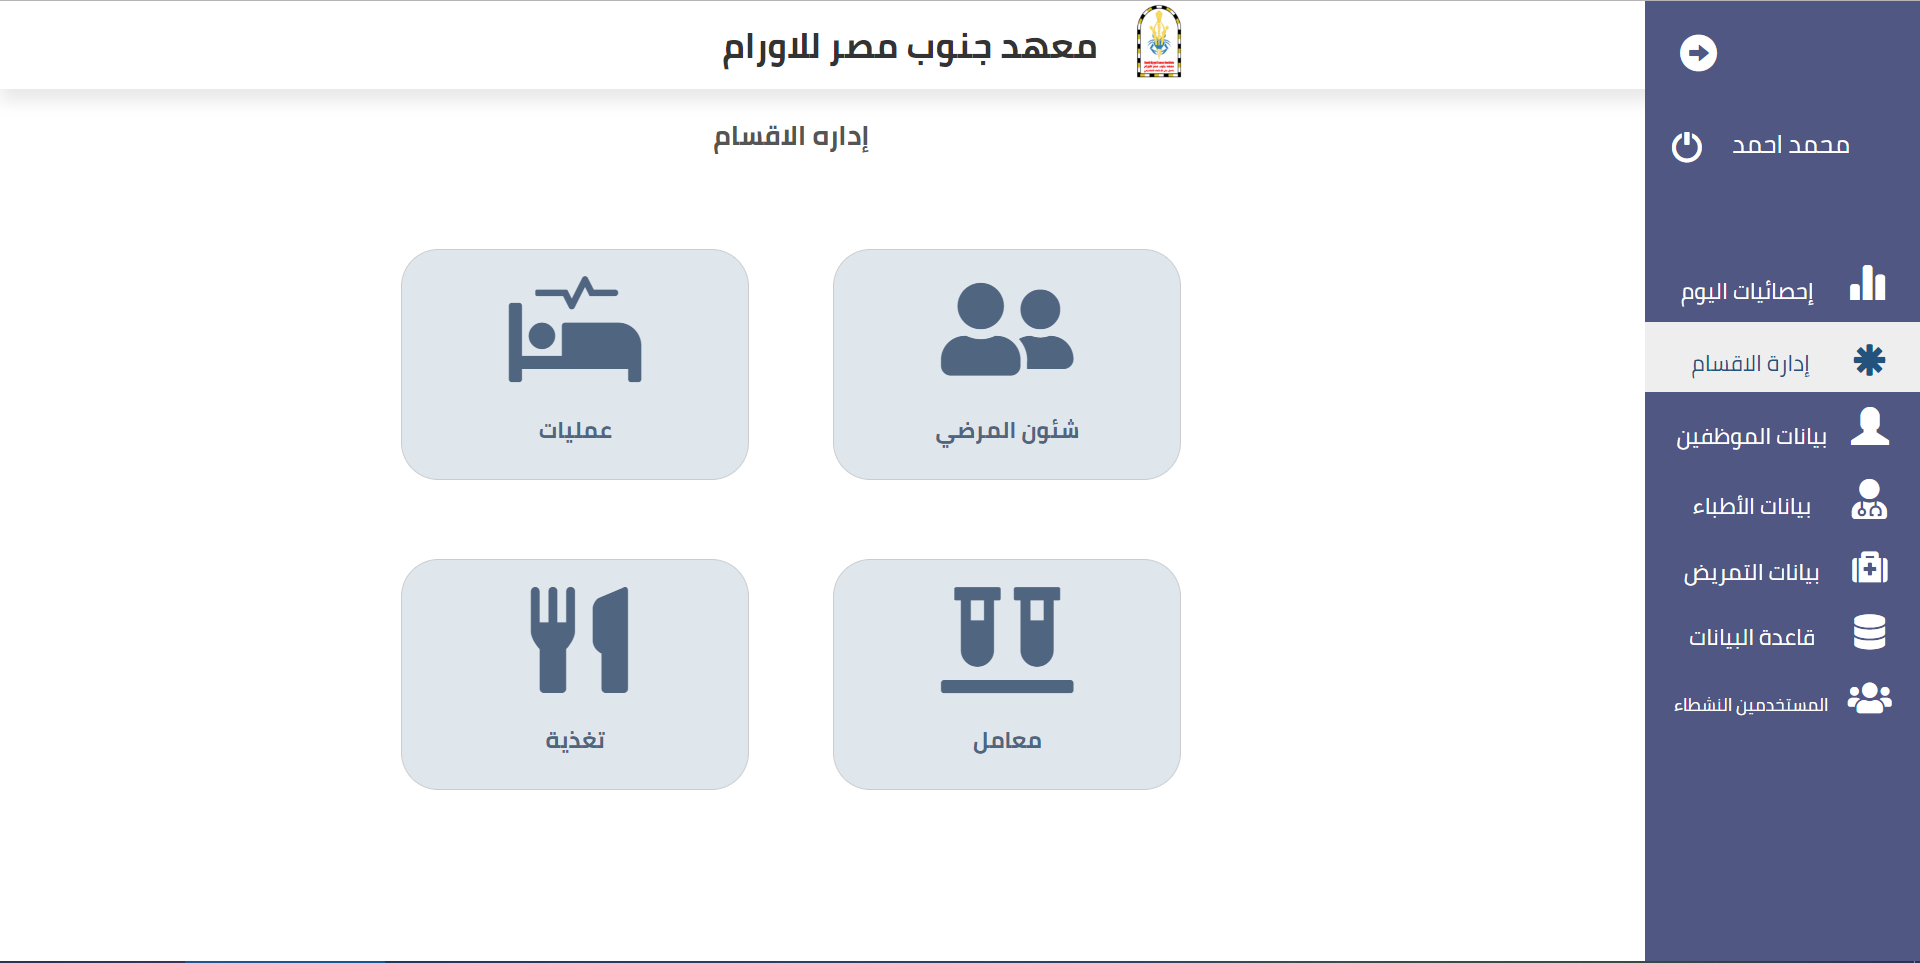 معهد جنوب مصر للاورام
محمد احمد
إحصائيات اليوم
إدارة الاقسام
بيانات الموظفين
بيانات الأطباء
بيانات التمريض
قاعدة البيانات
المستخدمين النشطاء
إداره الاقسام
شئون المرضي
عمليات
معامل
تغذية